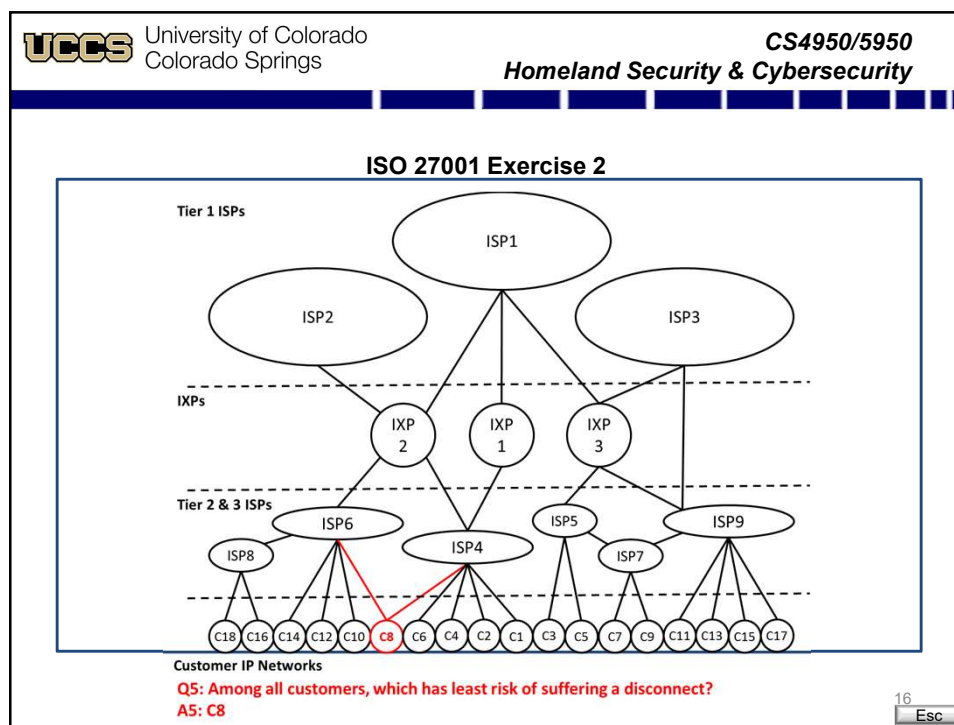 UCCS University of Colorado
Colorado Springs
CS4950/5950
Homeland Security & Cybersecurity
ISO 27001 Exercise 2
Tier 1 ISPs
ISP1
ISP2
ISP3
IXPs
IXP 2
IXP 1
IXP 3
Tier 2 & 3 ISPs
ISP6
ISP5
ISP9
ISP8
ISP4
ISP7
C18 C16 C14 C12 C10 C8 C6 C4 C2 C1 C3 C5 C7 C9 C11 C13 C15 C17
Customer IP Networks
Q5: Among all customers, which has least risk of suffering a disconnect?
A5: C8
16
Esc